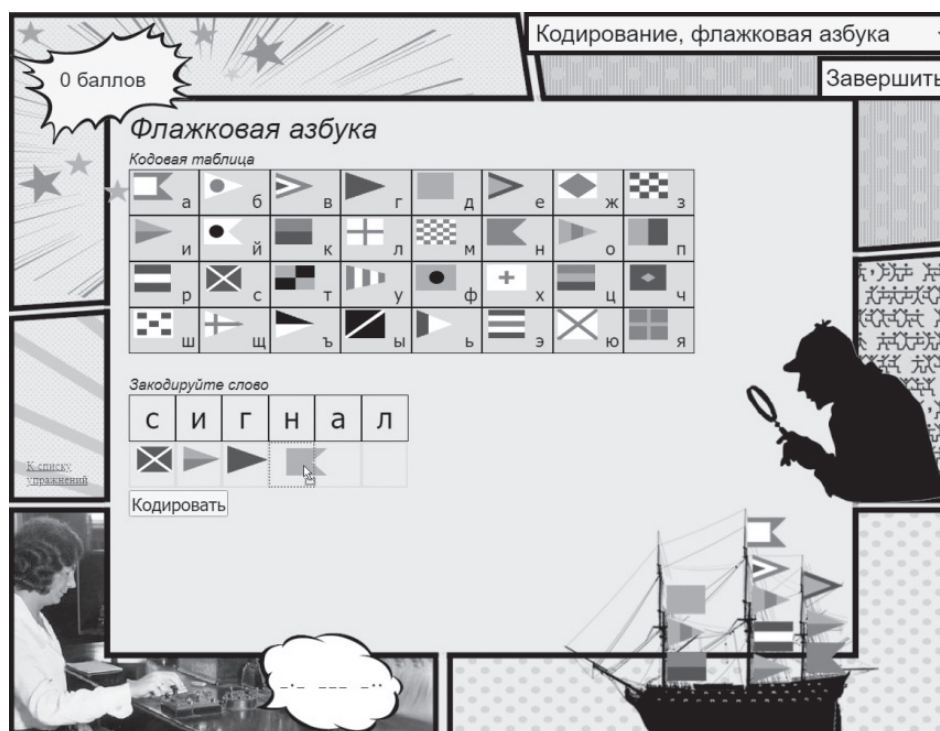 Кодирование, флажковая азбука
0 баллов
Завершить
Флажковая азбука
Кодовая таблица
а б в г д е ж з
и й к л м н о п
р с т у ф х ц ч
ш щ ъ ы ь э ю я
Закодируйте слово
с и г н а л
К списку
упражнений
Кодировать